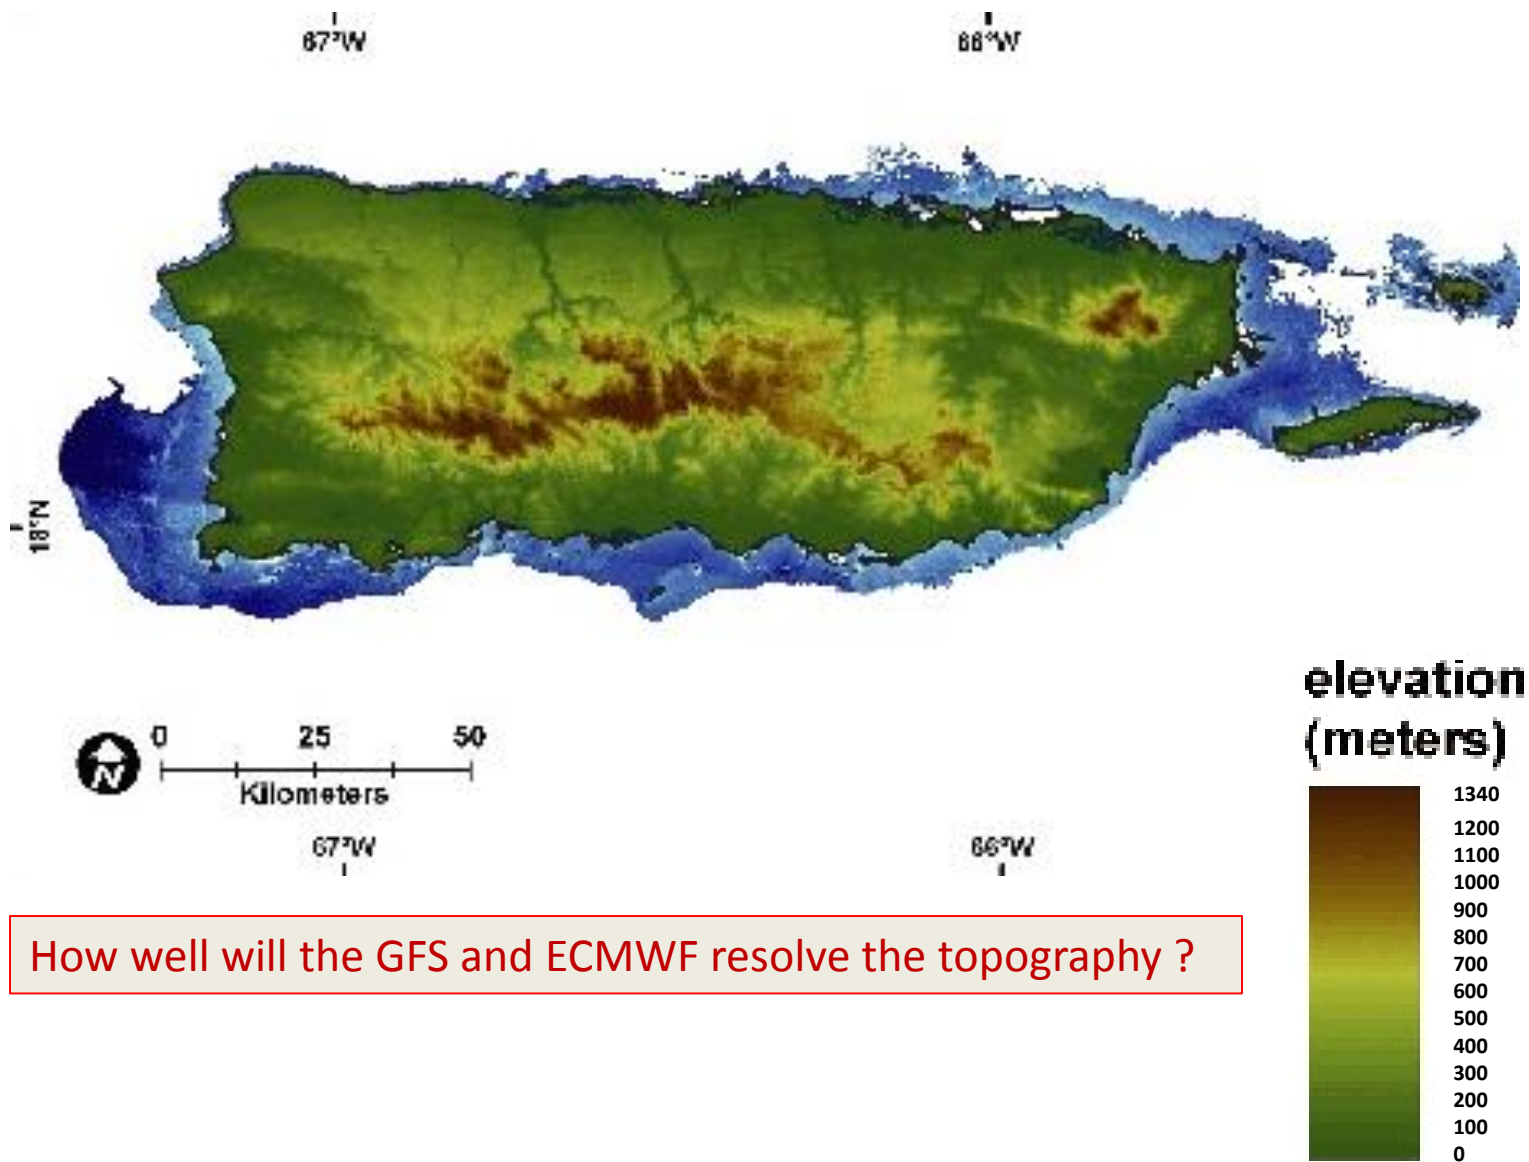 67°W 66°W
18°N
0 25 50
Kilometers
N
67°W 66°W
elevation
(meters)
1340
1200
1100
1000
900
800
700
600
500
400
300
200
100
0
How well will the GFS and ECMWF resolve the topography ?